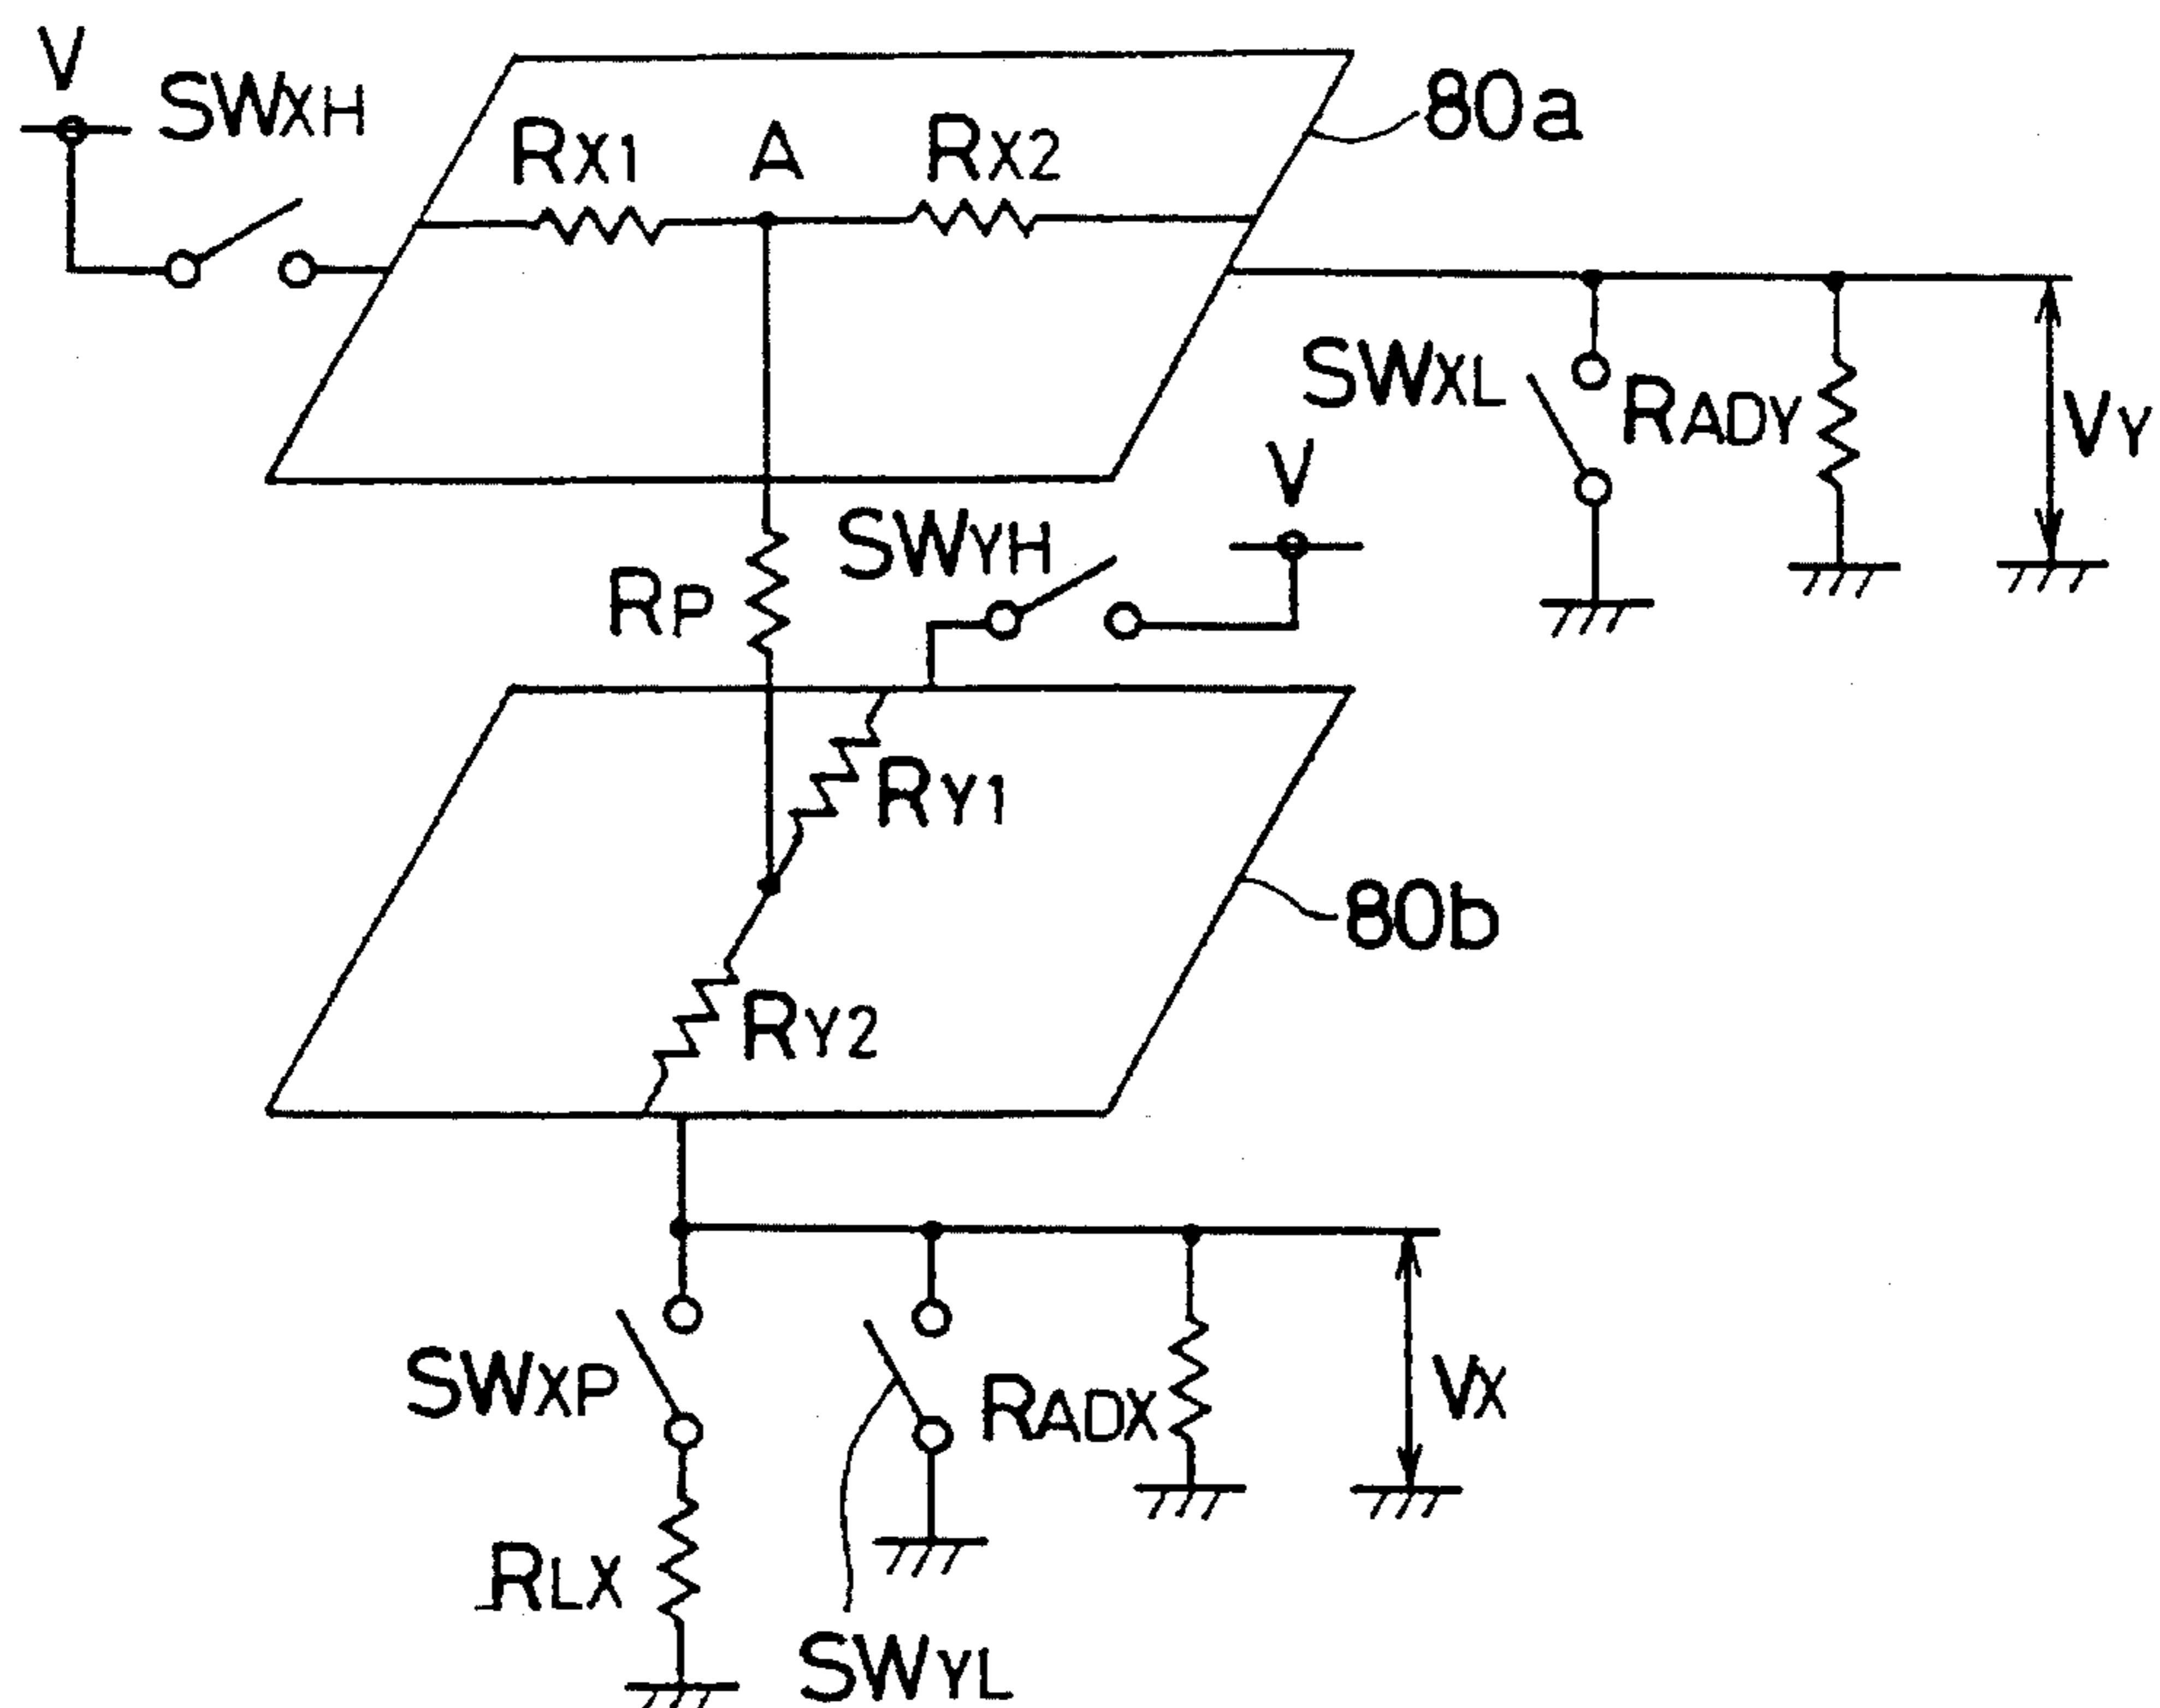 V
SWXH
RX1
A
RX2
80a
SWXL
RADY
VY
V
SWYH
RP
RY1
80b
RY2
SWXP
RADX
VX
RLX
SWYL